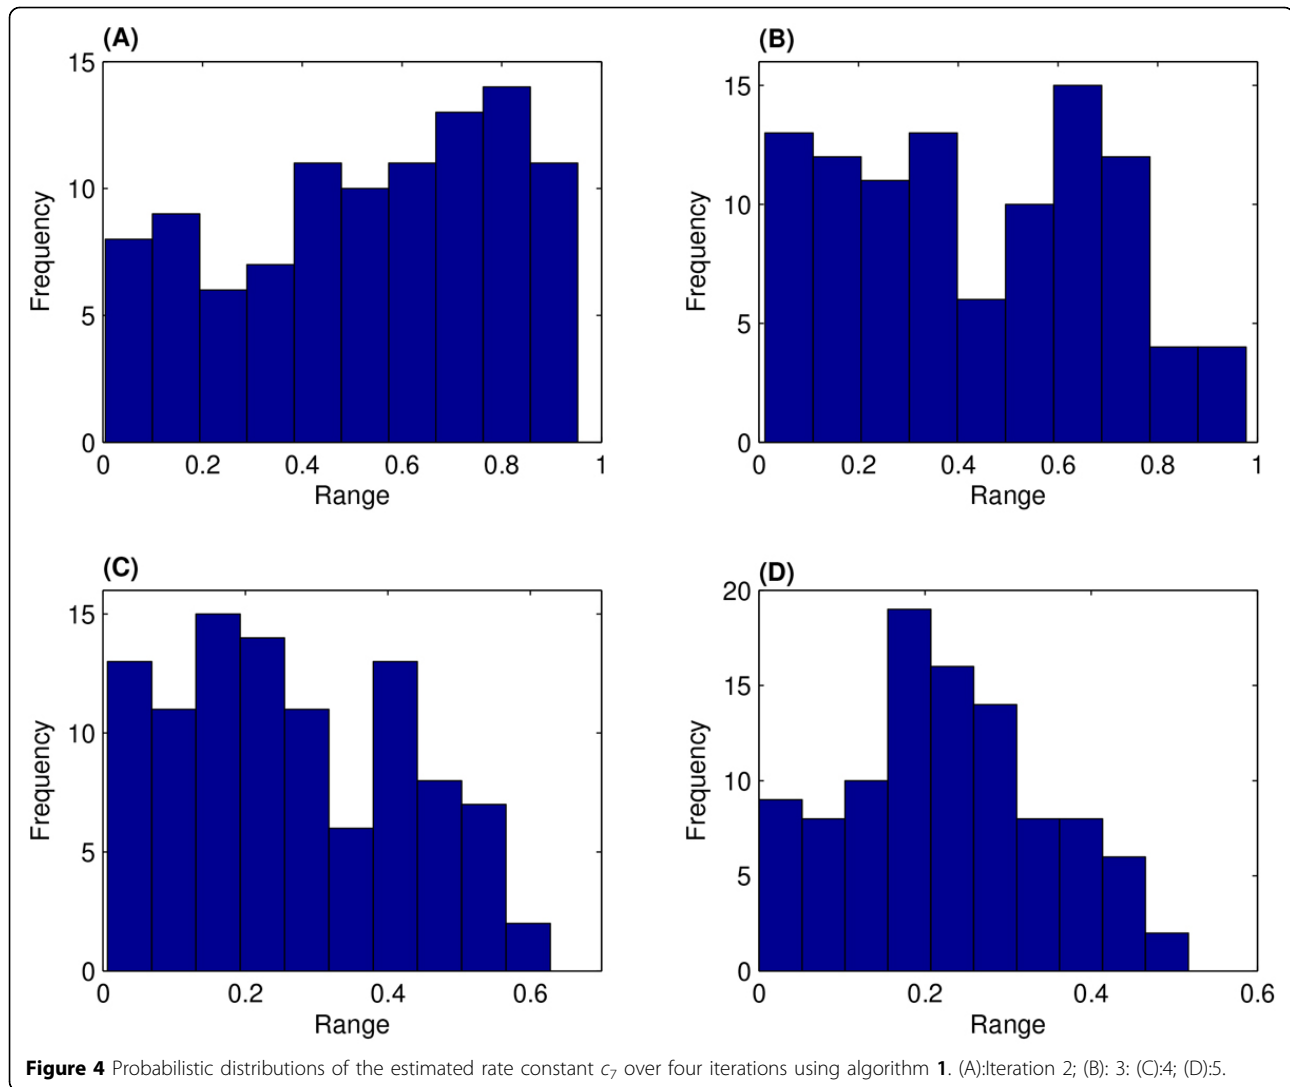 (A)
15
10
5
0
0 0.2 0.4 0.6 0.8 1
Frequency
Range
(B)
15
10
5
0
0 0.2 0.4 0.6 0.8 1
Frequency
Range
(C)
15
10
5
0
0 0.2 0.4 0.6
Frequency
Range
(D)
20
15
10
5
0
0 0.2 0.4 0.6
Frequency
Range
Figure 4 Probabilistic distributions of the estimated rate constant c₇ over four iterations using algorithm 1. (A):Iteration 2; (B): 3: (C):4; (D):5.